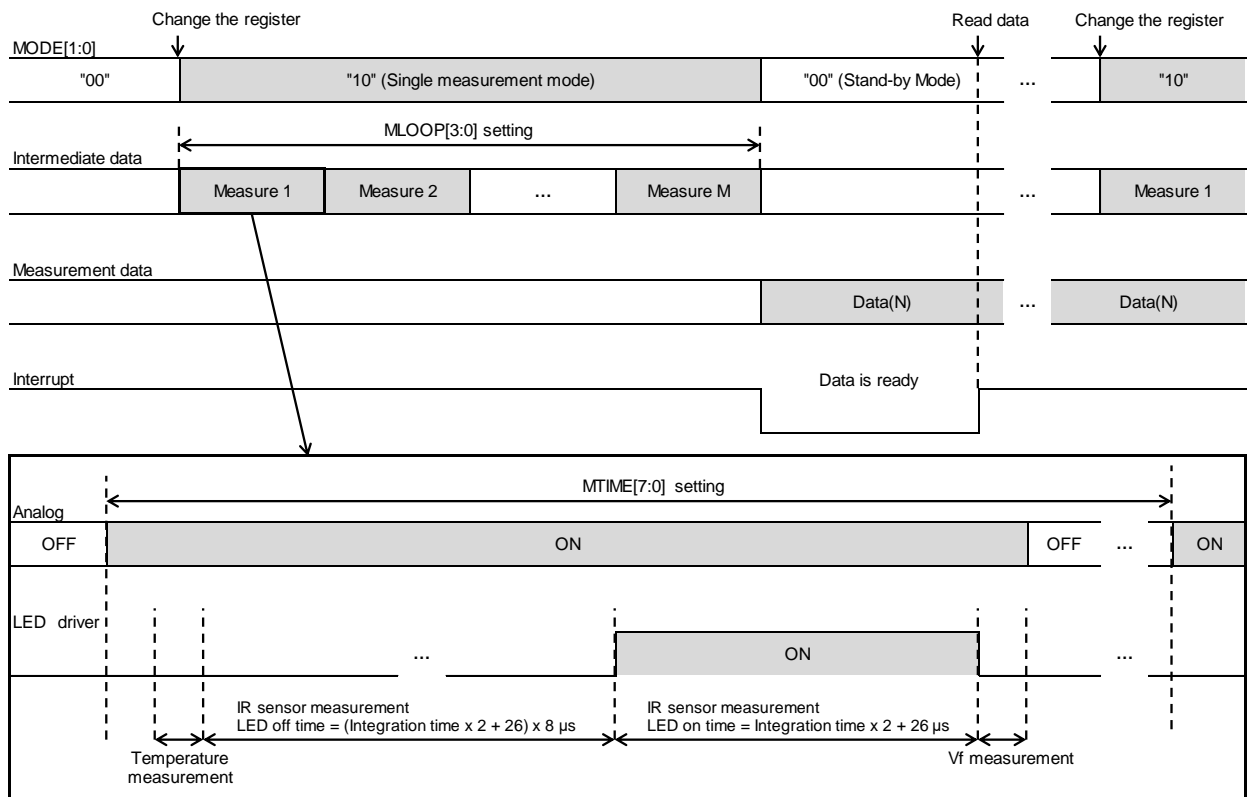 Change the register
Read data
Change the register
MODE[1:0]
"00"
"10" (Single measurement mode)
"00" (Stand-by Mode)
...
"10"
MLOOP[3:0] setting
Intermediate data
Measure 1
Measure 2
...
Measure M
...
Measure 1
Measurement data
Data(N)
...
Data(N)
Interrupt
Data is ready
MTIME[7:0] setting
Analog
OFF
ON
OFF
...
ON
LED driver
...
ON
...
IR sensor measurement
LED off time = (Integration time x 2 + 26) x 8 µs
IR sensor measurement
LED on time = Integration time x 2 + 26 µs
Temperature
measurement
Vf measurement